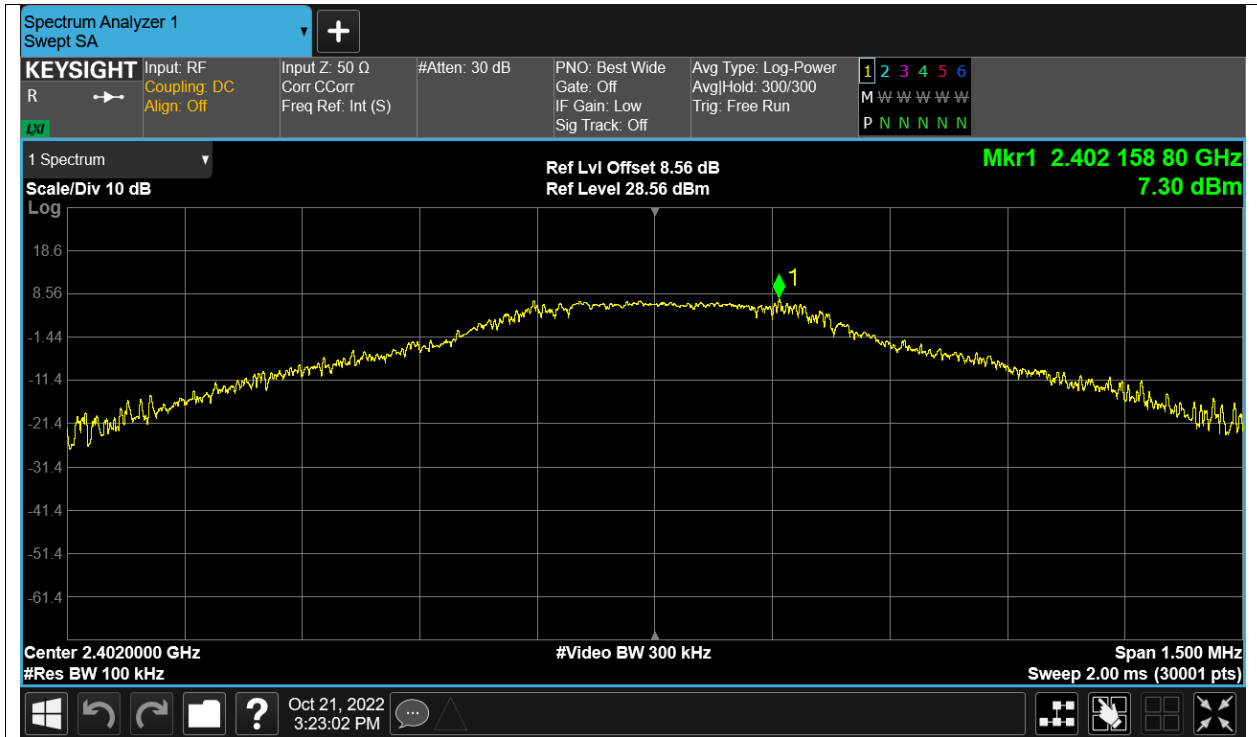 Spectrum Analyzer 1
Swept SA
KEYSIGHT
R
LXI
Input: RF
Coupling: DC
Align: Off
Input Z: 50 Ω
Corr CCorr
Freq Ref: Int (S)
#Atten: 30 dB
PNO: Best Wide
Gate: Off
IF Gain: Low
Sig Track: Off
Avg Type: Log-Power
Avg|Hold: 300/300
Trig: Free Run
1 2 3 4 5 6
M W W W W W
P N N N N N
1 Spectrum
Scale/Div 10 dB
Log
Ref Lvl Offset 8.56 dB
Ref Level 28.56 dBm
Mkr1 2.402 158 80 GHz
7.30 dBm
18.6
8.56
-1.44
-11.4
-21.4
-31.4
-41.4
-51.4
-61.4
1
Center 2.4020000 GHz
#Res BW 100 kHz
#Video BW 300 kHz
Span 1.500 MHz
Sweep 2.00 ms (30001 pts)
?
Oct 21, 2022
3:23:02 PM